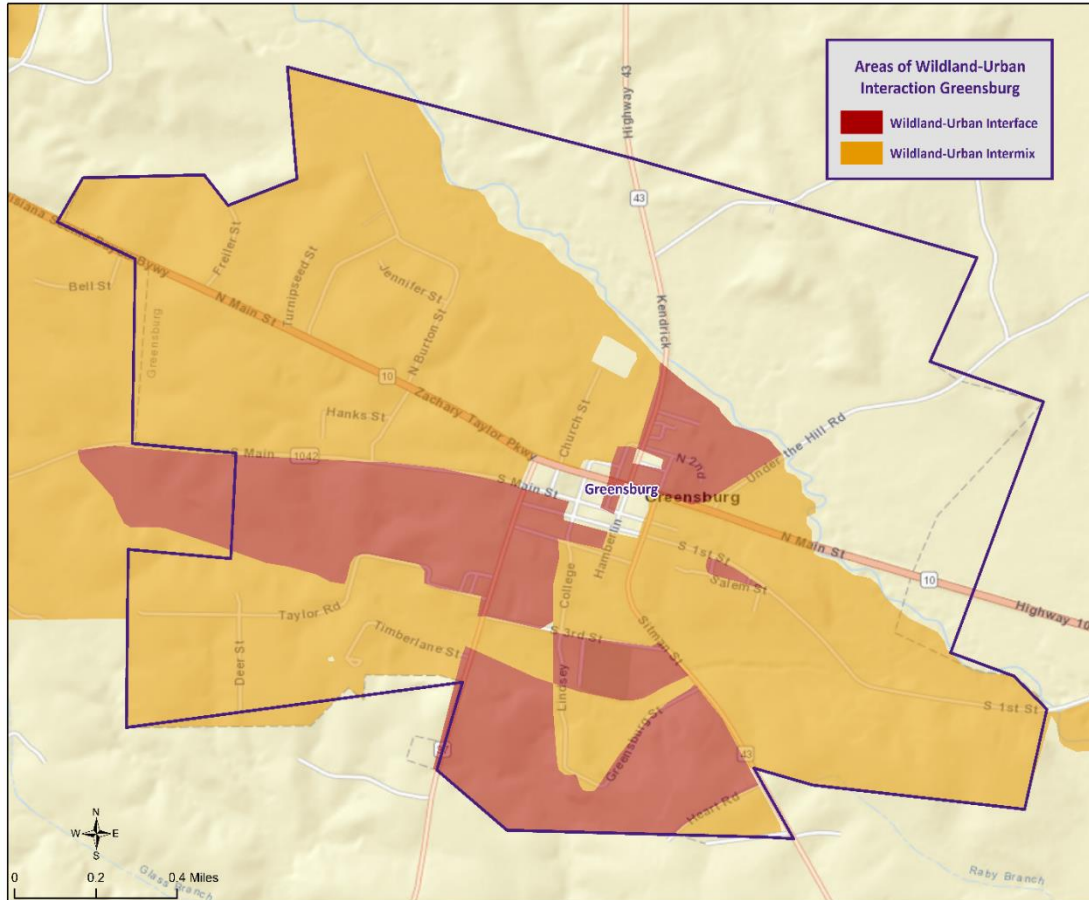 Areas of Wildland-Urban
Interaction Greensburg
Wildland-Urban Interface
Wildland-Urban Intermix
Highway 43
43
Kendrick
isiana Bywy
Bell St
Greensburg
Freiler St
Turnipseed St
Jennifer St
N Burton St
N Main St
10
Zachary Taylor Pkwy
Hanks St
Church St
Main
1042
S Main St
Greensburg
Greensburg
N 2nd
Under the Hill Rd
Hamberlin
College
S 1st St
Salem St
N Main St
10
Highway 10
Taylor Rd
Deer St
Timberlane St
S 3rd St
Sitman St
Lindsey
Greensburg St
S 1st St
43
Heart Rd
N
W E
S
0 0.2 0.4 Miles
Glass Branch
Raby Branch